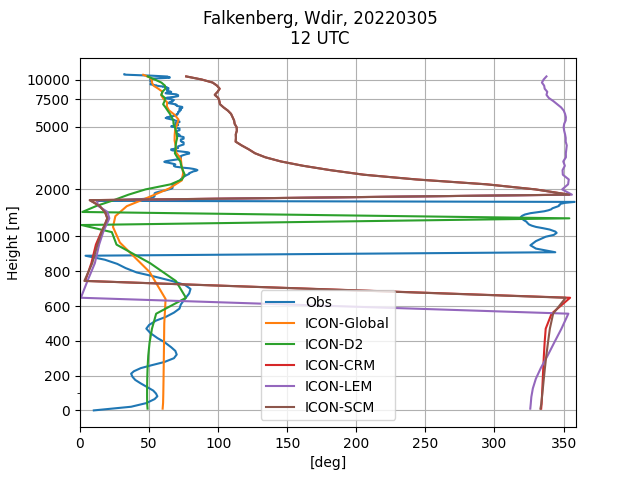 Falkenberg, Wdir, 20220305
12 UTC
Height [m]
10000
7500
5000
2000
1000
800
600
400
200
0
Obs
ICON-Global
ICON-D2
ICON-CRM
ICON-LEM
ICON-SCM
0 50 100 150 200 250 300 350
[deg]